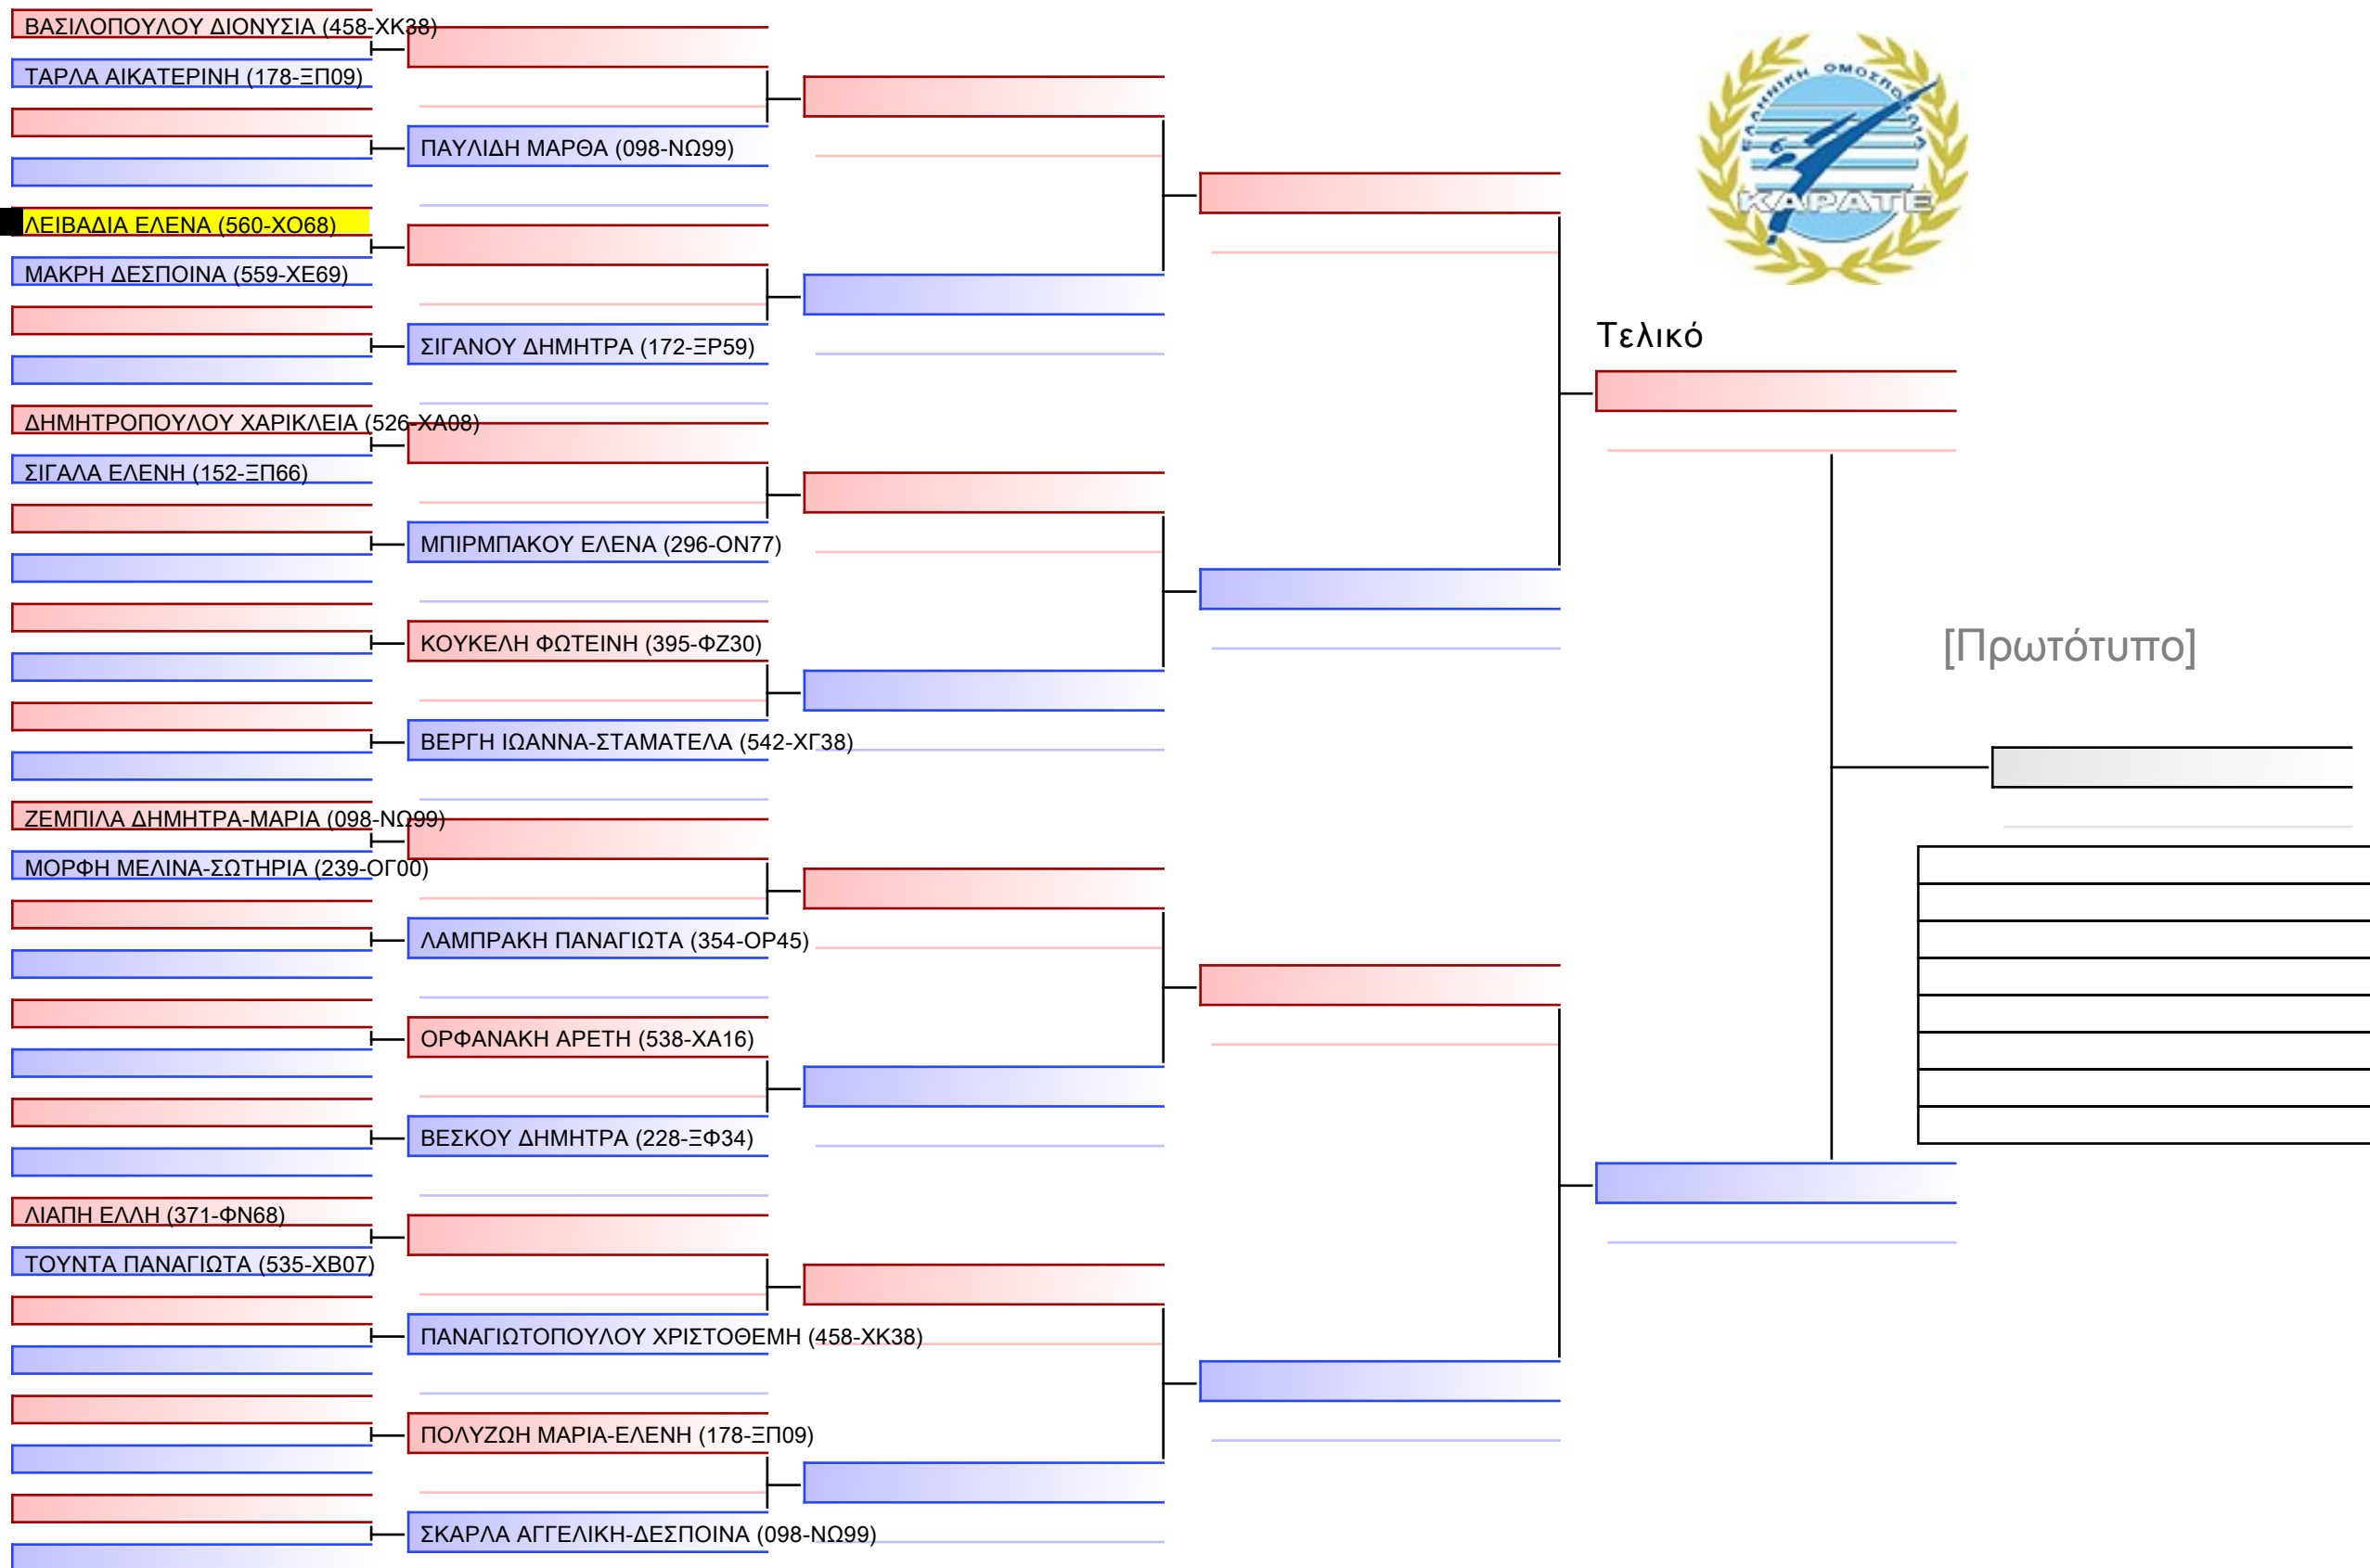 ΒΑΣΙΛΟΠΟΥΛΟΥ ΔΙΟΝΥΣΙΑ (458-ΧΚ38)
ΤΑΡΛΑ ΑΙΚΑΤΕΡΙΝΗ (178-ΞΠ09)
ΠΑΥΛΙΔΗ ΜΑΡΘΑ (098-ΝΩ99)
ΛΕΙΒΑΔΙΑ ΕΛΕΝΑ (560-ΧΟ68)
ΜΑΚΡΗ ΔΕΣΠΟΙΝΑ (559-ΧΕ69)
ΣΙΓΑΝΟΥ ΔΗΜΗΤΡΑ (172-ΞΡ59)
ΔΗΜΗΤΡΟΠΟΥΛΟΥ ΧΑΡΙΚΛΕΙΑ (526-ΧΑ08)
ΣΙΓΑΛΑ ΕΛΕΝΗ (152-ΞΠ66)
ΜΠΙΡΜΠΑΚΟΥ ΕΛΕΝΑ (296-ΟΝ77)
ΚΟΥΚΕΛΗ ΦΩΤΕΙΝΗ (395-ΦΖ30)
ΒΕΡΓΗ ΙΩΑΝΝΑ-ΣΤΑΜΑΤΕΛΑ (542-ΧΓ38)
ΖΕΜΠΙΛΑ ΔΗΜΗΤΡΑ-ΜΑΡΙΑ (098-ΝΩ99)
ΜΟΡΦΗ ΜΕΛΙΝΑ-ΣΩΤΗΡΙΑ (239-ΟΓ00)
ΛΑΜΠΡΑΚΗ ΠΑΝΑΓΙΩΤΑ (354-ΟΡ45)
ΟΡΦΑΝΑΚΗ ΑΡΕΤΗ (538-ΧΑ16)
ΒΕΣΚΟΥ ΔΗΜΗΤΡΑ (228-ΞΦ34)
ΛΙΑΠΗ ΕΛΛΗ (371-ΦΝ68)
ΤΟΥΝΤΑ ΠΑΝΑΓΙΩΤΑ (535-ΧΒ07)
ΠΑΝΑΓΙΩΤΟΠΟΥΛΟΥ ΧΡΙΣΤΟΘΕΜΗ (458-ΧΚ38)
ΠΟΛΥΖΩΗ ΜΑΡΙΑ-ΕΛΕΝΗ (178-ΞΠ09)
ΣΚΑΡΛΑ ΑΓΓΕΛΙΚΗ-ΔΕΣΠΟΙΝΑ (098-ΝΩ99)
ΕΛΛΗΝΙΚΗ ΟΜΟΣΠΟΝΔΙΑ
ΚΑΡΑΤΕ
Τελικό
[Πρωτότυπο]